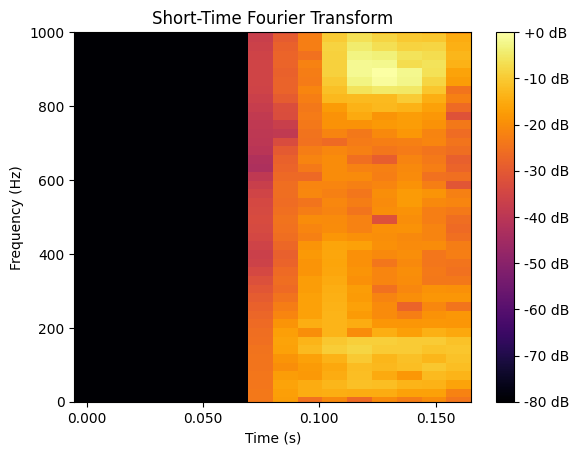 Short-Time Fourier Transform
1000
800
600
400
200
0
Frequency (Hz)
0.000
0.050
0.100
0.150
Time (s)
+0 dB
-10 dB
-20 dB
-30 dB
-40 dB
-50 dB
-60 dB
-70 dB
-80 dB